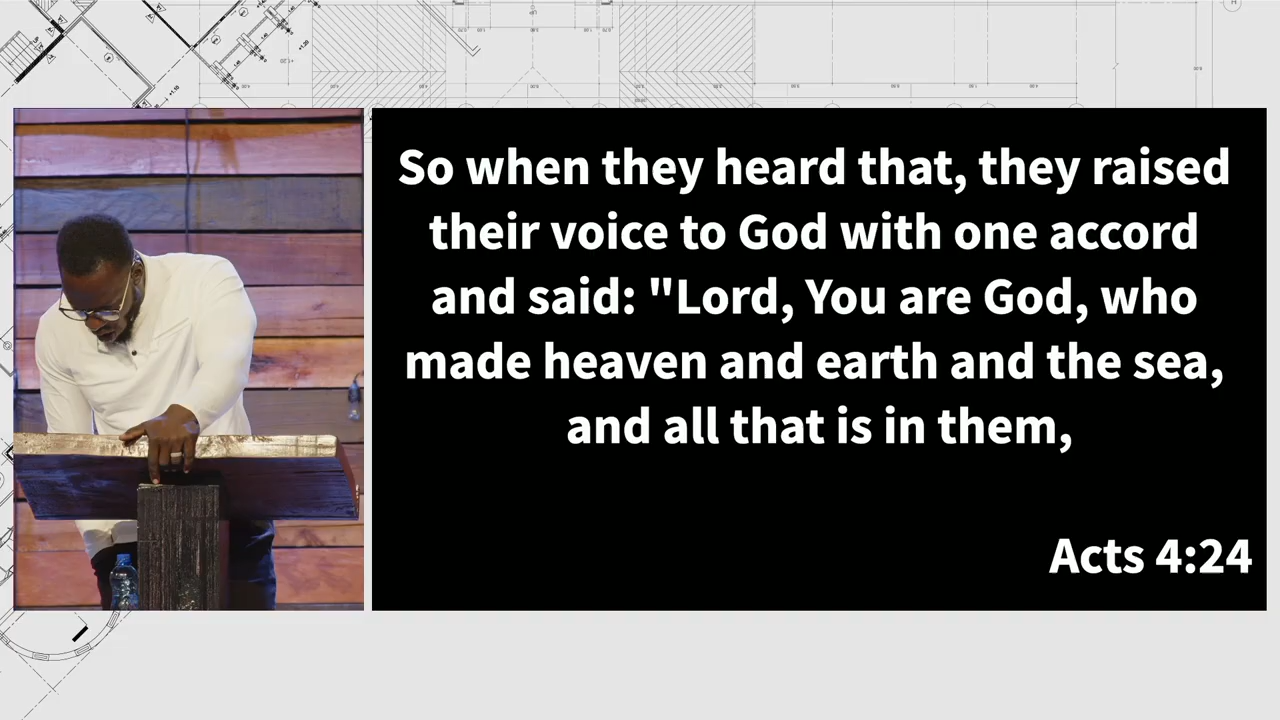 So when they heard that, they raised
their voice to God with one accord
and said: "Lord, You are God, who
made heaven and earth and the sea,
and all that is in them,
Acts 4:24